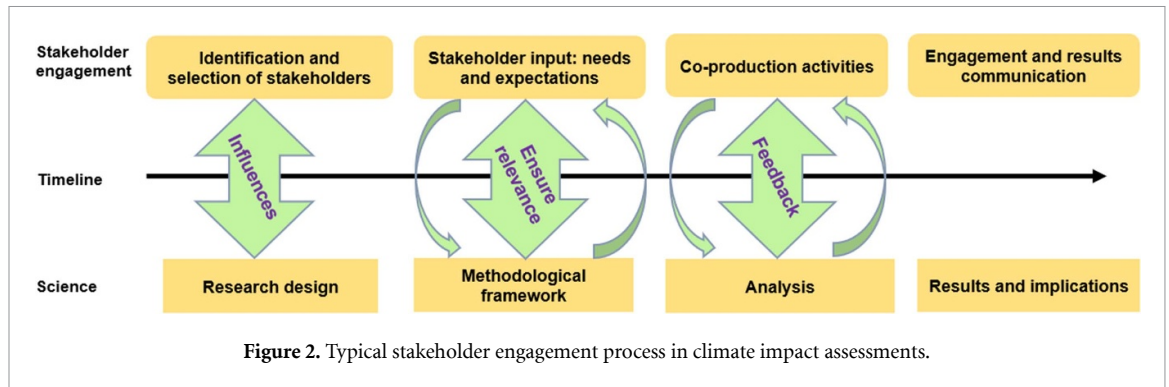 Stakeholder
engagement
Identification and
selection of stakeholders
Stakeholder input: needs
and expectations
Co-production activities
Engagement and results
communication
Influences
Ensure
relevance
Feedback
Timeline
Science
Research design
Methodological
framework
Analysis
Results and implications
Figure 2. Typical stakeholder engagement process in climate impact assessments.